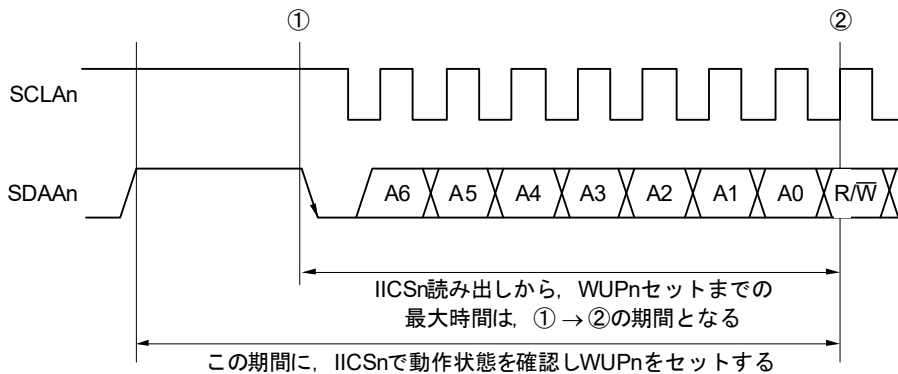 ① ②
SCLAn
SDAAn A6 A5 A4 A3 A2 A1 A0 R/W̅
IICSn読み出しから，WUPnセットまでの
最大時間は，①→②の期間となる
この期間に，IICSnで動作状態を確認しWUPnをセットする